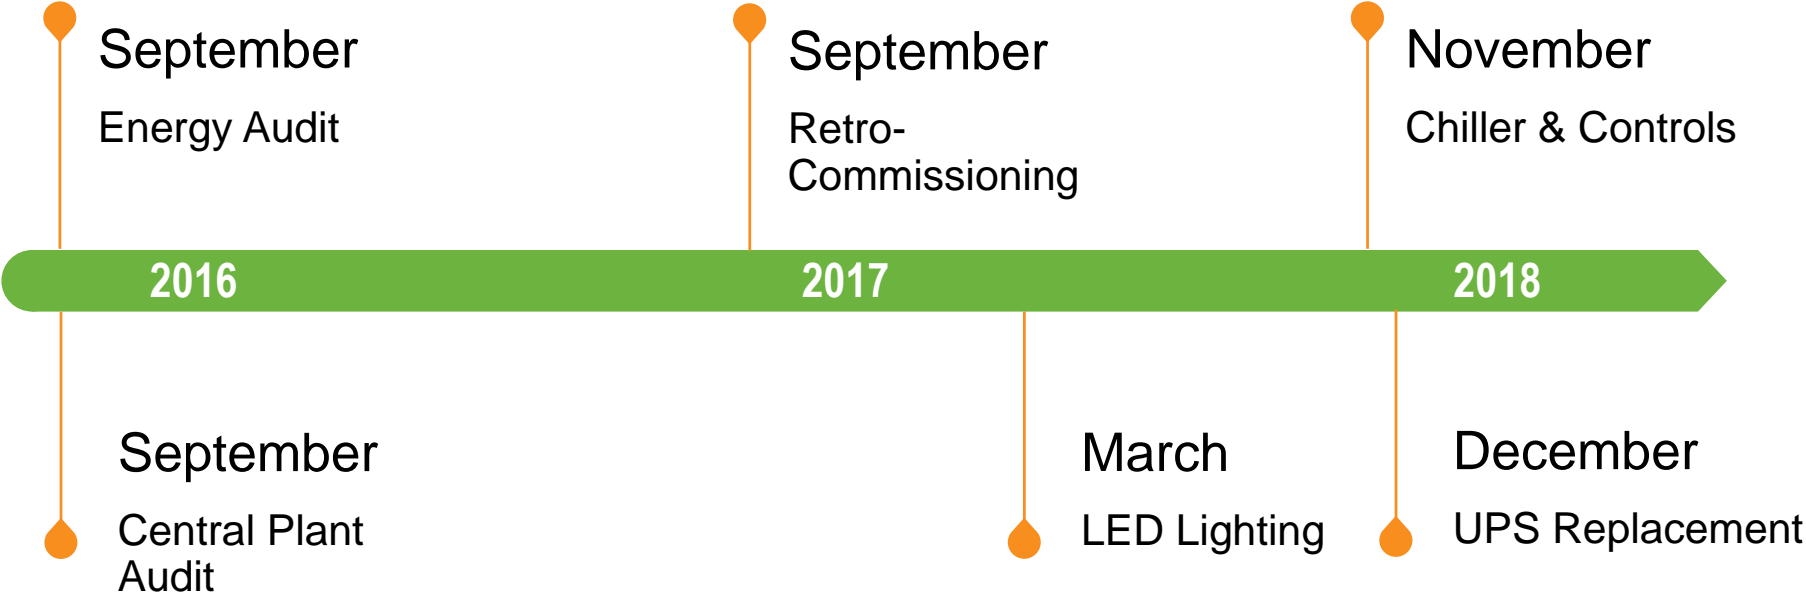 September
Energy Audit
September
Retro-
Commissioning
November
Chiller & Controls
2016
2017
2018
September
Central Plant
Audit
March
LED Lighting
December
UPS Replacement